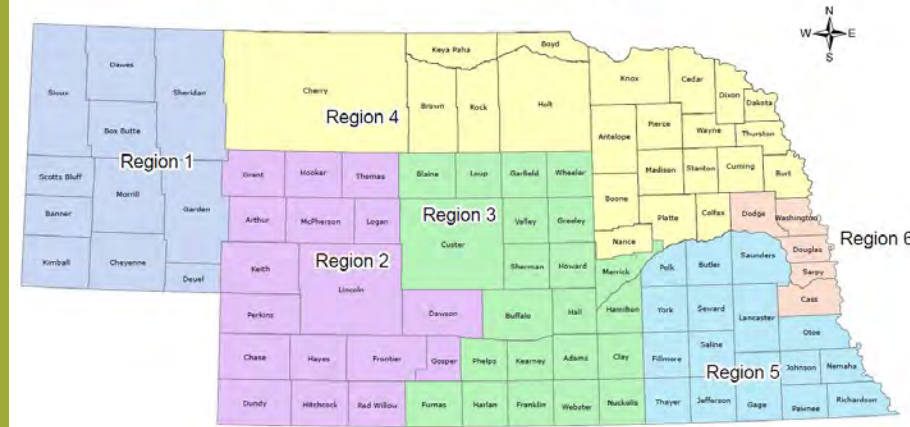 N
W E
S
Keya Paha
Boyd
Dawes
Sioux
Sheridan
Cherry
Knox
Cedar
Dixon
Dakota
Brown
Rock
Holt
Region 4
Box Butte
Antelope
Pierce
Wayne
Thurston
Region 1
Scotts Bluff
Morrill
Grant
Hooker
Thomas
Blaine
Loup
Garfield
Wheeler
Madison
Stanton
Cuming
Burt
Banner
Garden
Arthur
McPherson
Logan
Region 3
Valley
Greeley
Boone
Platte
Colfax
Dodge
Washington
Custer
Nance
Region 6
Kimball
Cheyenne
Deuel
Keith
Region 2
Lincoln
Sherman
Howard
Merrick
Polk
Butler
Saunders
Douglas
Sarpy
Perkins
Dawson
Buffalo
Hall
Hamilton
York
Seward
Lancaster
Cass
Otoe
Chase
Hayes
Frontier
Gosper
Phelps
Kearney
Adams
Clay
Fillmore
Saline
Region 5
Johnson
Nemaha
Dundy
Hitchcock
Red Willow
Furnas
Harlan
Franklin
Webster
Nuckolls
Thayer
Jefferson
Gage
Pawnee
Richardson